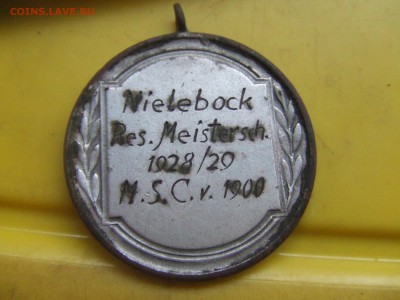 COINS.LAVE.RU
Nielebock
Res. Meistersch.
1928/29
M.S.C.v. 1900